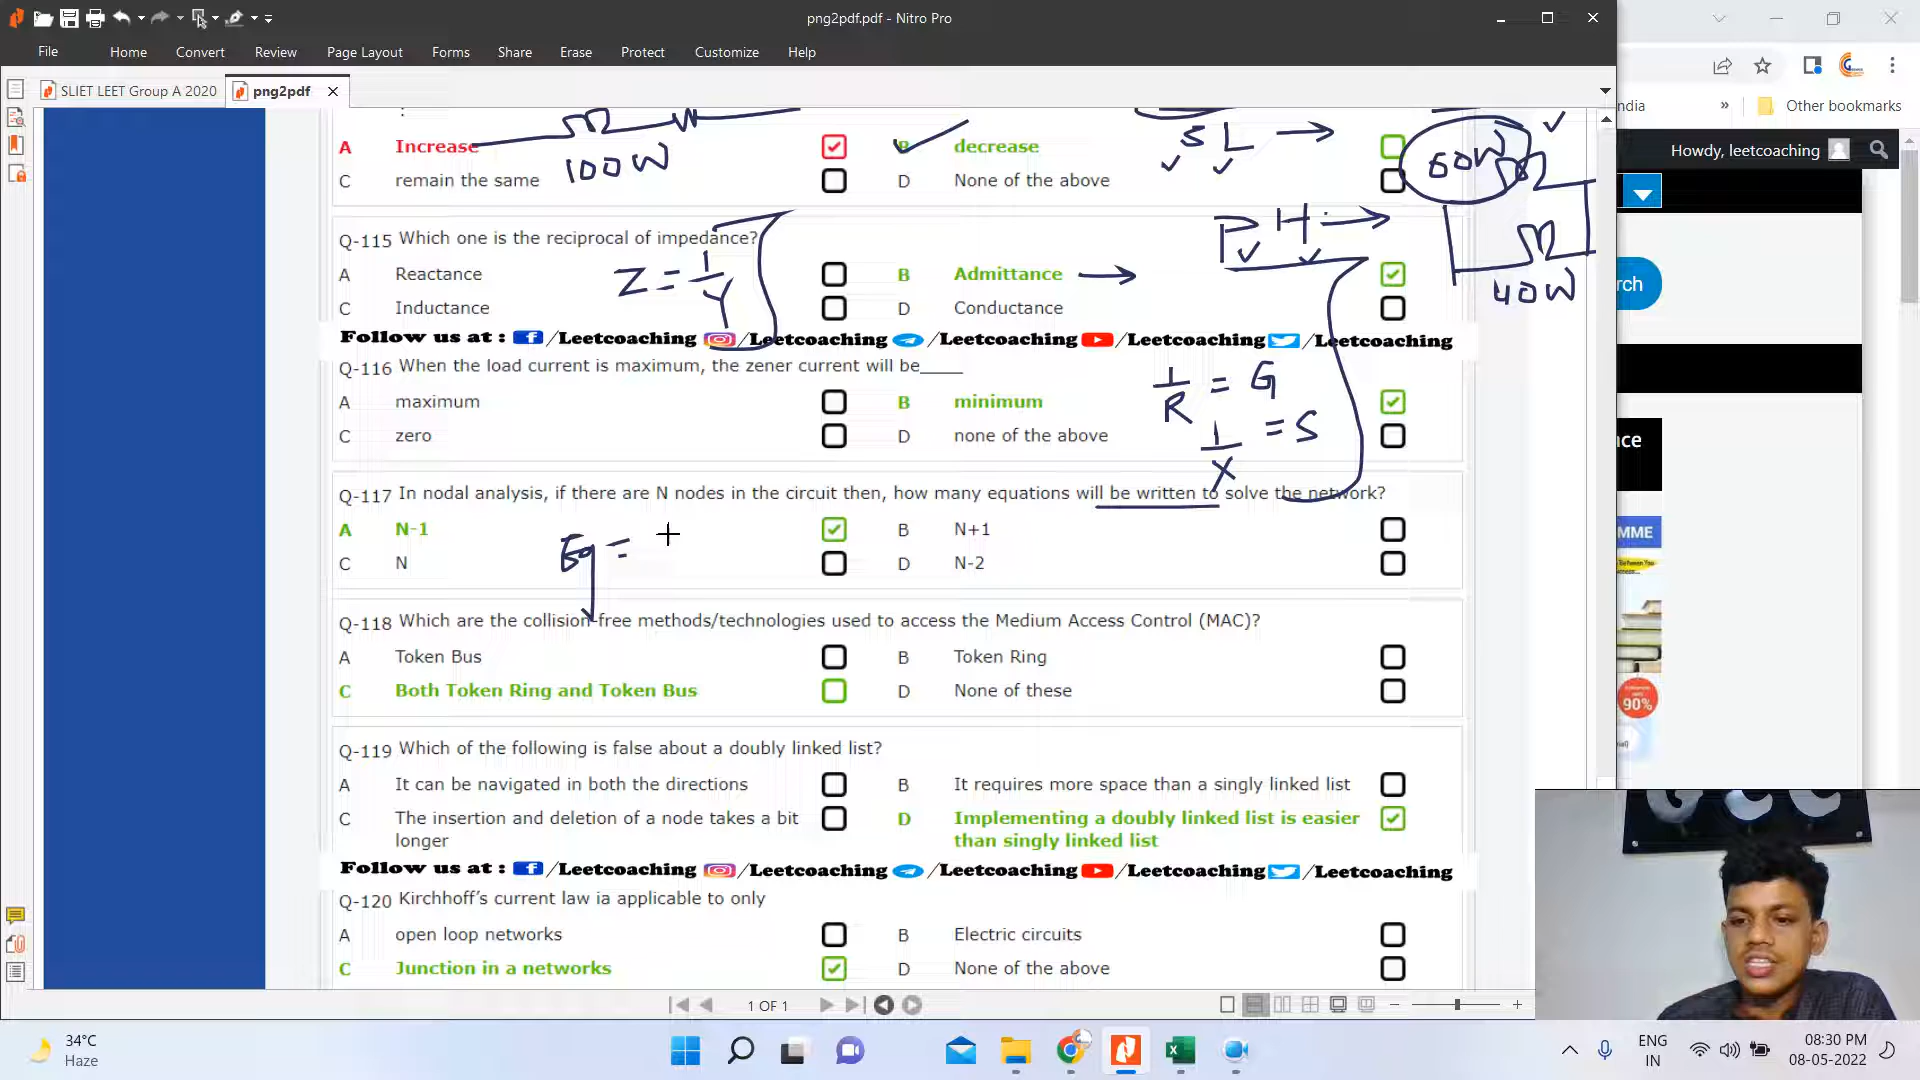 png2pdf.pdf - Nitro Pro
File Home Convert Review Page Layout Forms Share Erase Protect Customize Help
SLIET LEET Group A 2020
png2pdf
ndia » Other bookmarks
Howdy, leetcoaching
A Increase B decrease
100W
S L
60W
C remain the same D None of the above
P H
40W
rch
Q-115 Which one is the reciprocal of impedance?
A Reactance B Admittance
Z = 1/Y
C Inductance D Conductance
Follow us at : /Leetcoaching /Leetcoaching /Leetcoaching /Leetcoaching /Leetcoaching
Q-116 When the load current is maximum, the zener current will be____
1/R = G
A maximum B minimum
1/X = S
C zero D none of the above
nce
Q-117 In nodal analysis, if there are N nodes in the circuit then, how many equations will be written to solve the network?
A N-1 B N+1
Eq =
C N D N-2
MME
Q-118 Which are the collision-free methods/technologies used to access the Medium Access Control (MAC)?
A Token Bus B Token Ring
C Both Token Ring and Token Bus D None of these
90%
Q-119 Which of the following is false about a doubly linked list?
A It can be navigated in both the directions B It requires more space than a singly linked list
C The insertion and deletion of a node takes a bit longer D Implementing a doubly linked list is easier than singly linked list
GCC
Follow us at : /Leetcoaching /Leetcoaching /Leetcoaching /Leetcoaching /Leetcoaching
Q-120 Kirchhoff's current law ia applicable to only
A open loop networks B Electric circuits
C Junction in a networks D None of the above
1 OF 1
34°C
Haze
ENG
IN
08:30 PM
08-05-2022